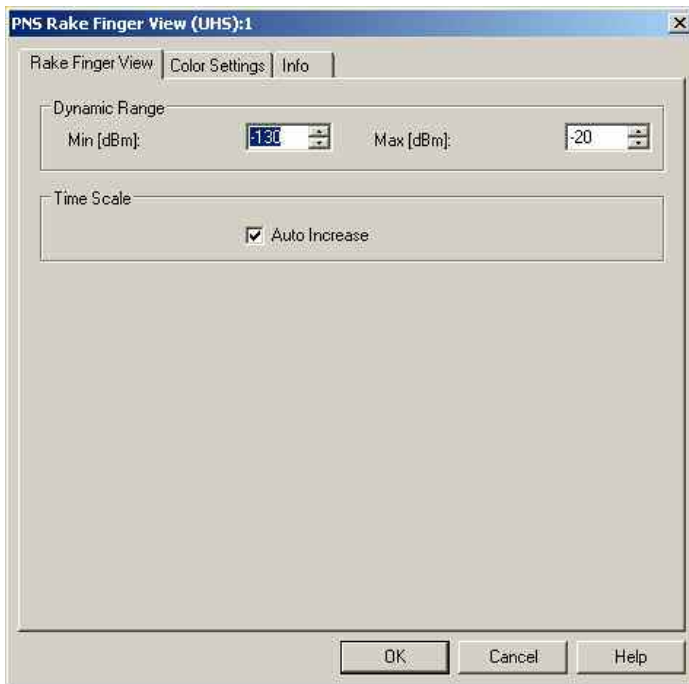 PNS Rake Finger View (UHS):1
Rake Finger View Color Settings Info
Dynamic Range
Min [dBm]: -130 Max [dBm]: -20
Time Scale
Auto Increase
OK Cancel Help